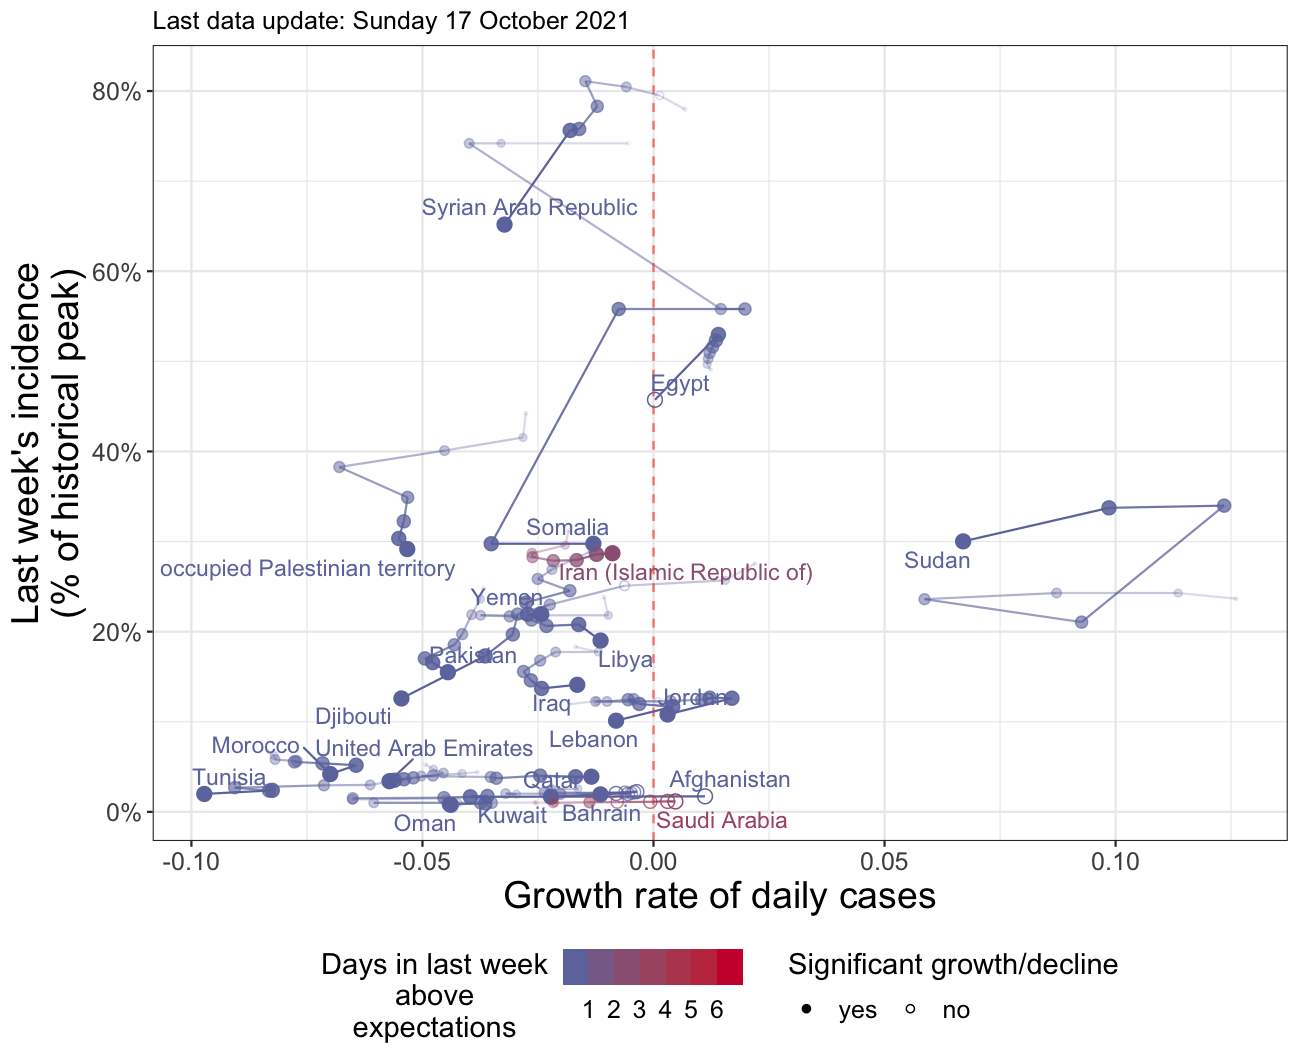 Last data update: Sunday 17 October 2021
Last week's incidence
(% of historical peak)
80%
60%
40%
20%
0%
Syrian Arab Republic
Egypt
Somalia
Sudan
occupied Palestinian territory
Iran (Islamic Republic of)
Yemen
Pakistan
Libya
Iraq
Jordan
Djibouti
Lebanon
Morocco
United Arab Emirates
Tunisia
Qatar
Afghanistan
Oman
Kuwait
Bahrain
Saudi Arabia
-0.10
-0.05
0.00
0.05
0.10
Growth rate of daily cases
Days in last week
above
expectations
1 2 3 4 5 6
Significant growth/decline
yes
no